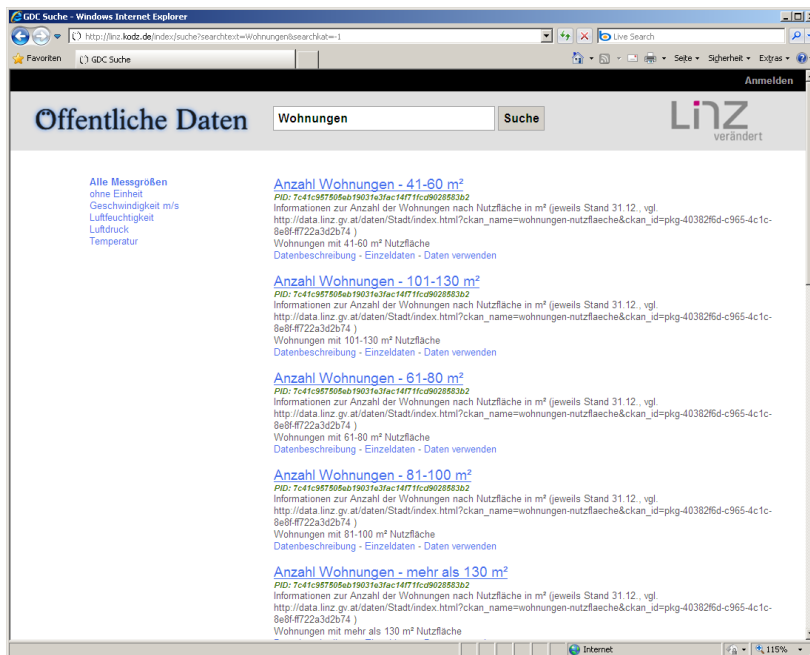 GDC Suche - Windows Internet Explorer
http://linz.kodz.de/index/suche?searchtext=Wohnungen&searchkat=-1
Live Search
Favoriten
GDC Suche
Seite
Sicherheit
Extras
Anmelden
Öffentliche Daten
Wohnungen
Suche
Linz
verändert
Alle Messgrößen
ohne Einheit
Geschwindigkeit m/s
Luftfeuchtigkeit
Luftdruck
Temperatur
Anzahl Wohnungen - 41-60 m²
PID: 7c41c957505eb19031e3fac14f71fcd9028583b2
Informationen zur Anzahl der Wohnungen nach Nutzfläche in m² (jeweils Stand 31.12., vgl.
http://data.linz.gv.at/daten/Stadt/index.html?ckan_name=wohnungen-nutzflaeche&ckan_id=pkg-40382f6d-c965-4c1c-
8e8f-ff722a3d2b74 )
Wohnungen mit 41-60 m² Nutzfläche
Datenbeschreibung - Einzeldaten - Daten verwenden
Anzahl Wohnungen - 101-130 m²
PID: 7c41c957505eb19031e3fac14f71fcd9028583b2
Informationen zur Anzahl der Wohnungen nach Nutzfläche in m² (jeweils Stand 31.12., vgl.
http://data.linz.gv.at/daten/Stadt/index.html?ckan_name=wohnungen-nutzflaeche&ckan_id=pkg-40382f6d-c965-4c1c-
8e8f-ff722a3d2b74 )
Wohnungen mit 101-130 m² Nutzfläche
Datenbeschreibung - Einzeldaten - Daten verwenden
Anzahl Wohnungen - 61-80 m²
PID: 7c41c957505eb19031e3fac14f71fcd9028583b2
Informationen zur Anzahl der Wohnungen nach Nutzfläche in m² (jeweils Stand 31.12., vgl.
http://data.linz.gv.at/daten/Stadt/index.html?ckan_name=wohnungen-nutzflaeche&ckan_id=pkg-40382f6d-c965-4c1c-
8e8f-ff722a3d2b74 )
Wohnungen mit 61-80 m² Nutzfläche
Datenbeschreibung - Einzeldaten - Daten verwenden
Anzahl Wohnungen - 81-100 m²
PID: 7c41c957505eb19031e3fac14f71fcd9028583b2
Informationen zur Anzahl der Wohnungen nach Nutzfläche in m² (jeweils Stand 31.12., vgl.
http://data.linz.gv.at/daten/Stadt/index.html?ckan_name=wohnungen-nutzflaeche&ckan_id=pkg-40382f6d-c965-4c1c-
8e8f-ff722a3d2b74 )
Wohnungen mit 81-100 m² Nutzfläche
Datenbeschreibung - Einzeldaten - Daten verwenden
Anzahl Wohnungen - mehr als 130 m²
PID: 7c41c957505eb19031e3fac14f71fcd9028583b2
Informationen zur Anzahl der Wohnungen nach Nutzfläche in m² (jeweils Stand 31.12., vgl.
http://data.linz.gv.at/daten/Stadt/index.html?ckan_name=wohnungen-nutzflaeche&ckan_id=pkg-40382f6d-c965-4c1c-
8e8f-ff722a3d2b74 )
Wohnungen mit mehr als 130 m² Nutzfläche
Internet
115%